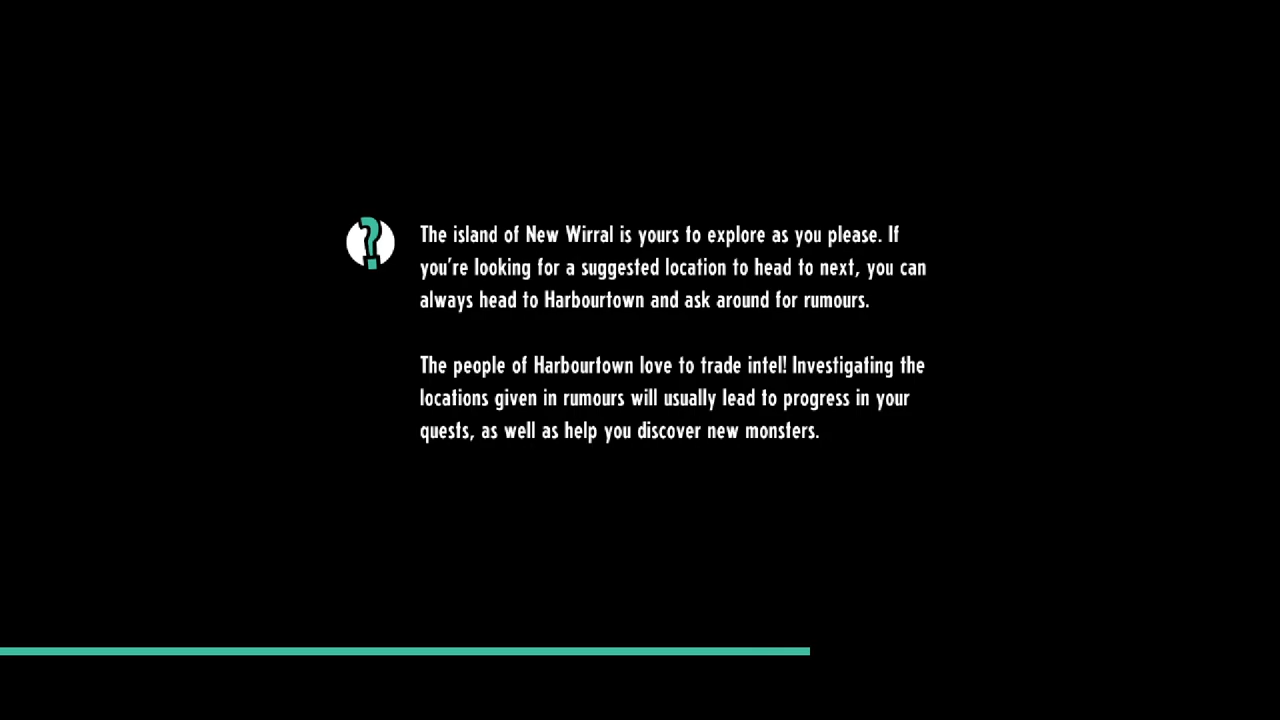 The island of New Wirral is yours to explore as you please. If
you're looking for a suggested location to head to next, you can
always head to Harbourtown and ask around for rumours.
The people of Harbourtown love to trade intel! Investigating the
locations given in rumours will usually lead to progress in your
quests, as well as help you discover new monsters.